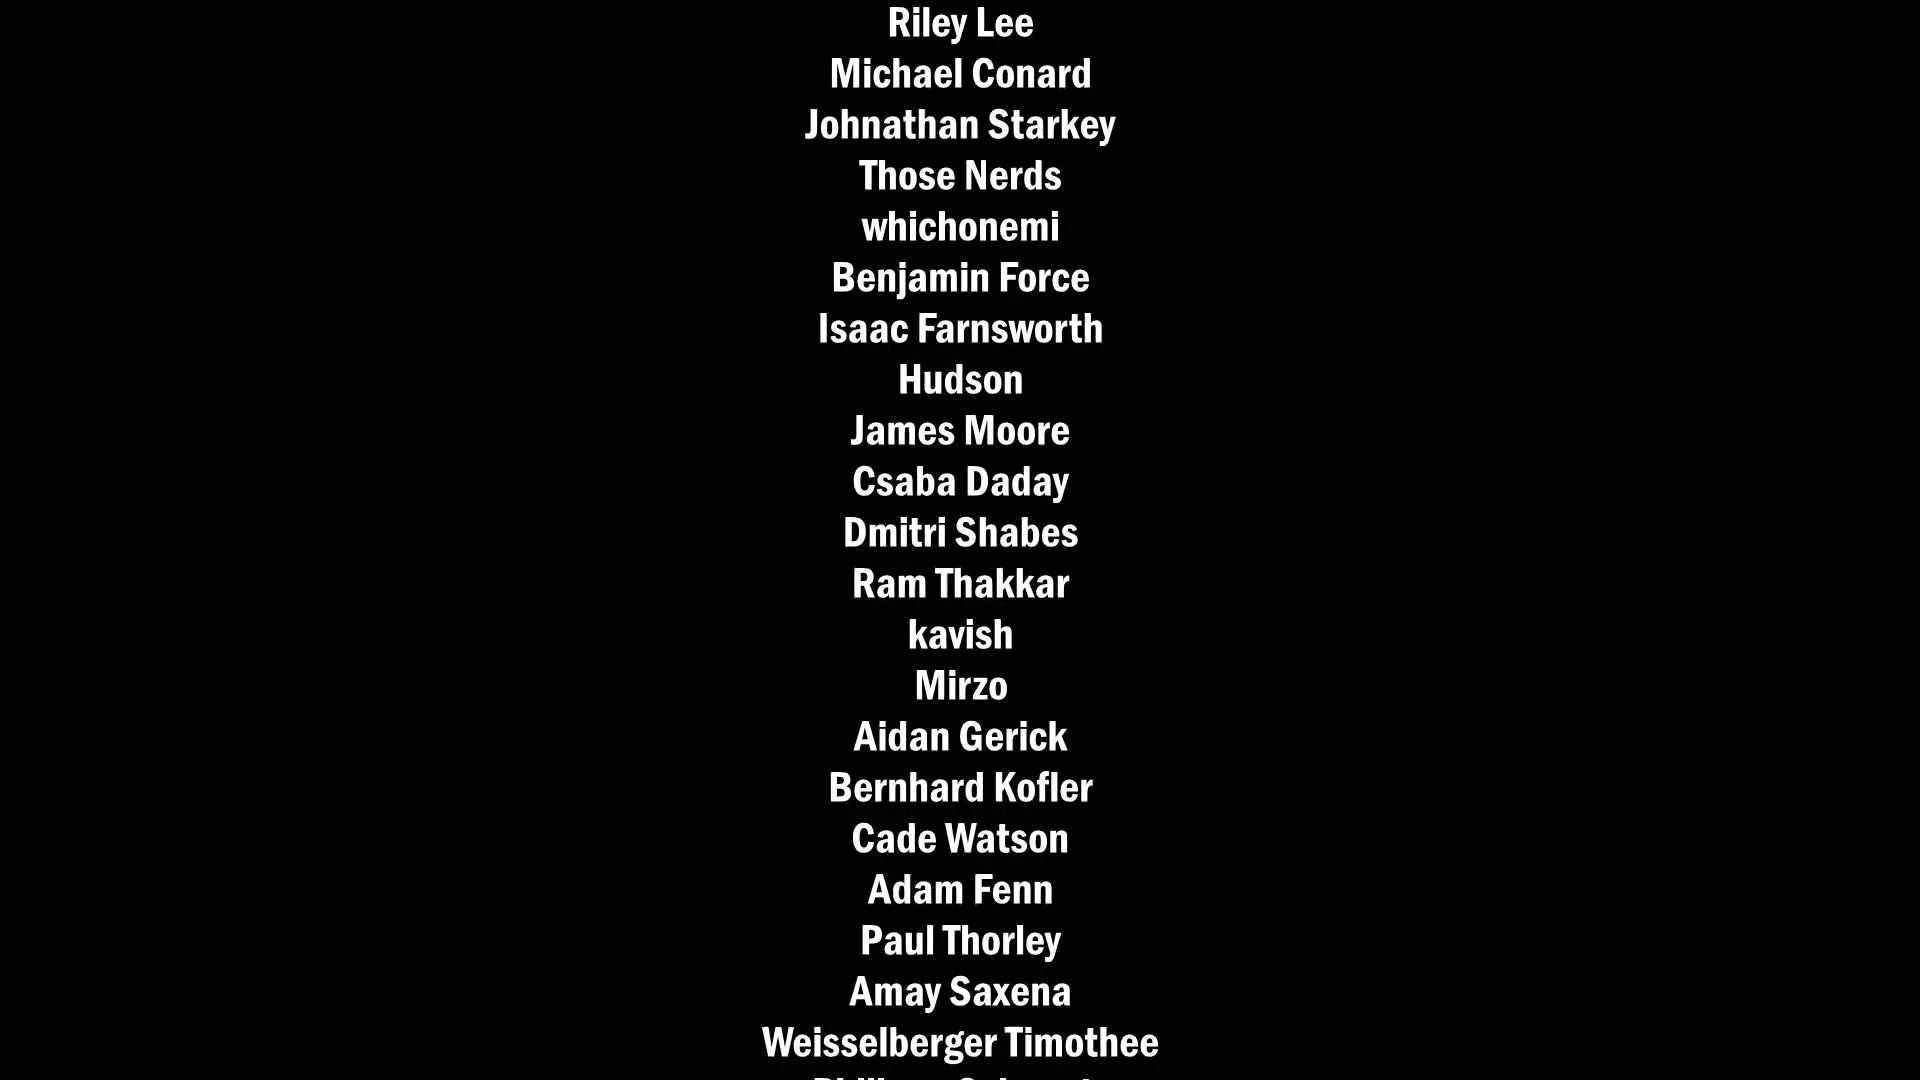 Riley Lee
Michael Conard
Johnathan Starkey
Those Nerds
whichonemi
Benjamin Force
Isaac Farnsworth
Hudson
James Moore
Csaba Daday
Dmitri Shabes
Ram Thakkar
kavish
Mirzo
Aidan Gerick
Bernhard Kofler
Cade Watson
Adam Fenn
Paul Thorley
Amay Saxena
Weisselberger Timothee